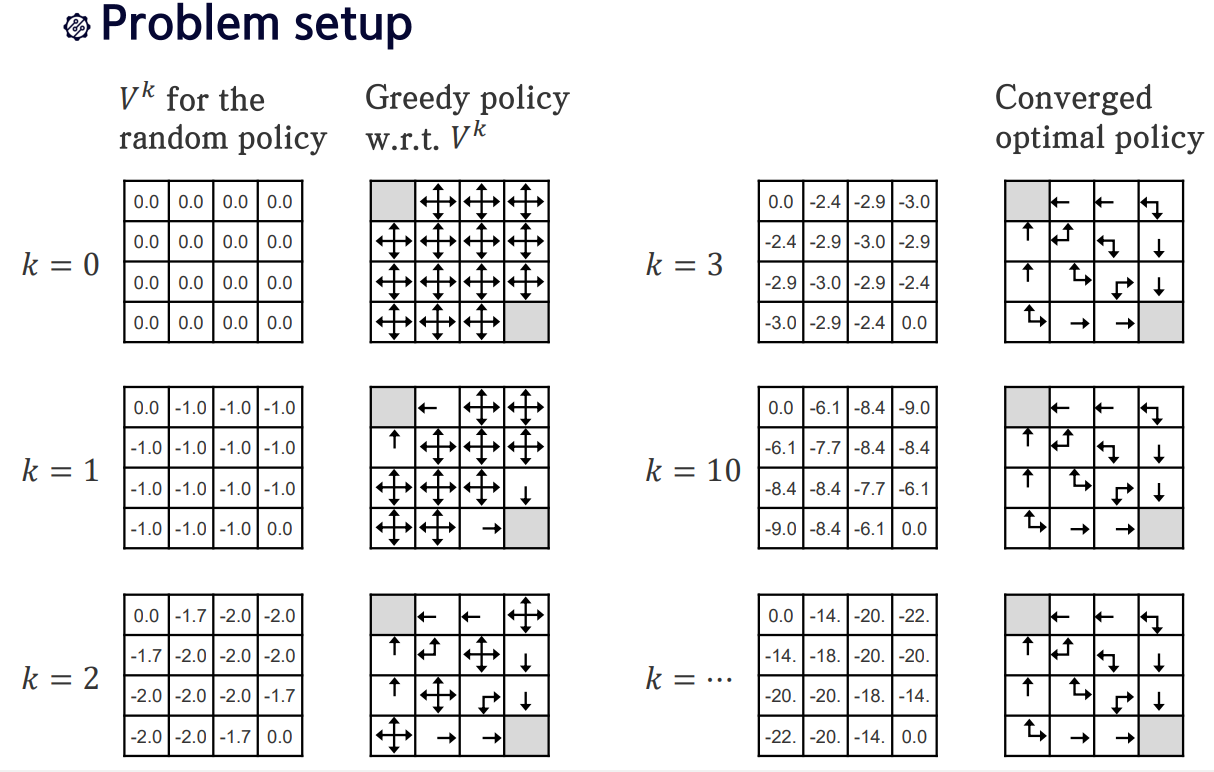 Problem setup
V^k for the
random policy
Greedy policy
w.r.t. V^k
Converged
optimal policy
k = 0
0.0 0.0 0.0 0.0
0.0 0.0 0.0 0.0
0.0 0.0 0.0 0.0
0.0 0.0 0.0 0.0
k = 3
0.0 -2.4 -2.9 -3.0
-2.4 -2.9 -3.0 -2.9
-2.9 -3.0 -2.9 -2.4
-3.0 -2.9 -2.4 0.0
k = 1
0.0 -1.0 -1.0 -1.0
-1.0 -1.0 -1.0 -1.0
-1.0 -1.0 -1.0 -1.0
-1.0 -1.0 -1.0 0.0
k = 10
0.0 -6.1 -8.4 -9.0
-6.1 -7.7 -8.4 -8.4
-8.4 -8.4 -7.7 -6.1
-9.0 -8.4 -6.1 0.0
k = 2
0.0 -1.7 -2.0 -2.0
-1.7 -2.0 -2.0 -2.0
-2.0 -2.0 -2.0 -1.7
-2.0 -2.0 -1.7 0.0
k = ⋯
0.0 -14. -20. -22.
-14. -18. -20. -20.
-20. -20. -18. -14.
-22. -20. -14. 0.0